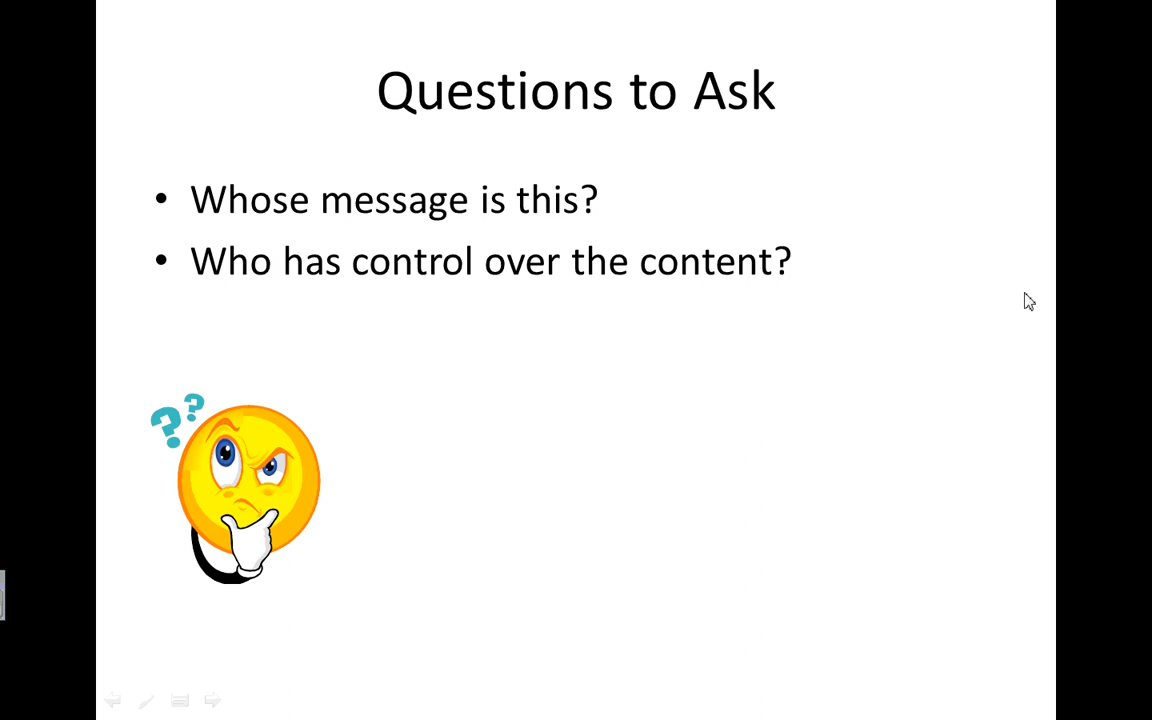 Questions to Ask
• Whose message is this?
• Who has control over the content?
??